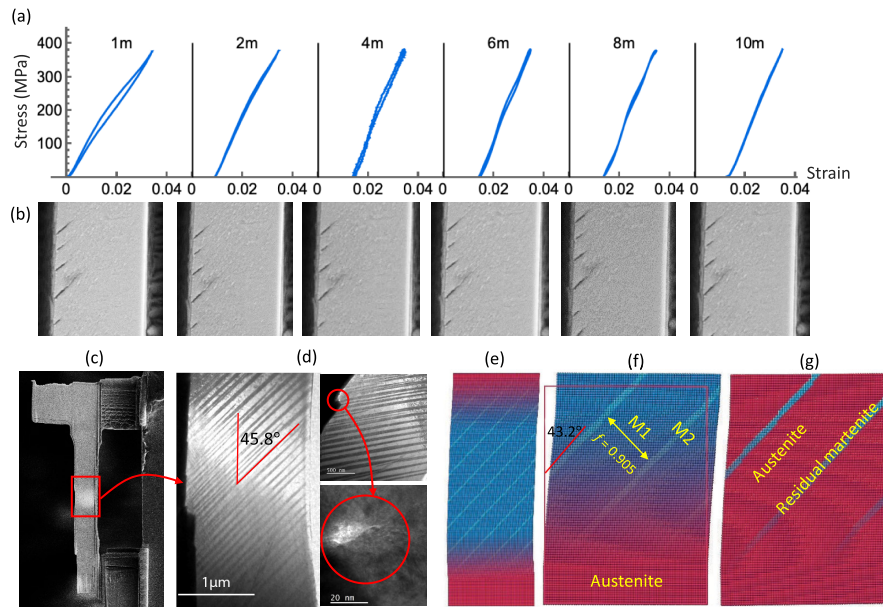 (a)
1m 2m 4m 6m 8m 10m
Stress (MPa)
400
300
200
100
0
0 0.02 0.04 0 0.02 0.04 0 0.02 0.04 0 0.02 0.04 0 0.02 0.04 0 0.02 0.04
Strain
(b)
(c) (d) (e) (f) (g)
45.8°
1µm
500 nm
20 nm
43.2°
M1
M2
f = 0.905
Austenite
Austenite
Residual martenite